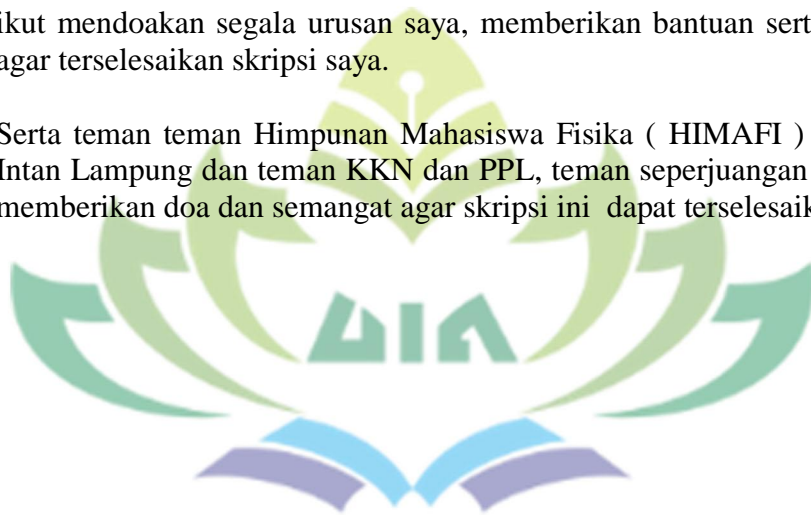 ikut mendoakan segala urusan saya, memberikan bantuan sert
agar terselesaikan skripsi saya.
Serta teman teman Himpunan Mahasiswa Fisika ( HIMAFI )
Intan Lampung dan teman KKN dan PPL, teman seperjuangan
memberikan doa dan semangat agar skripsi ini dapat terselesaik
UIN